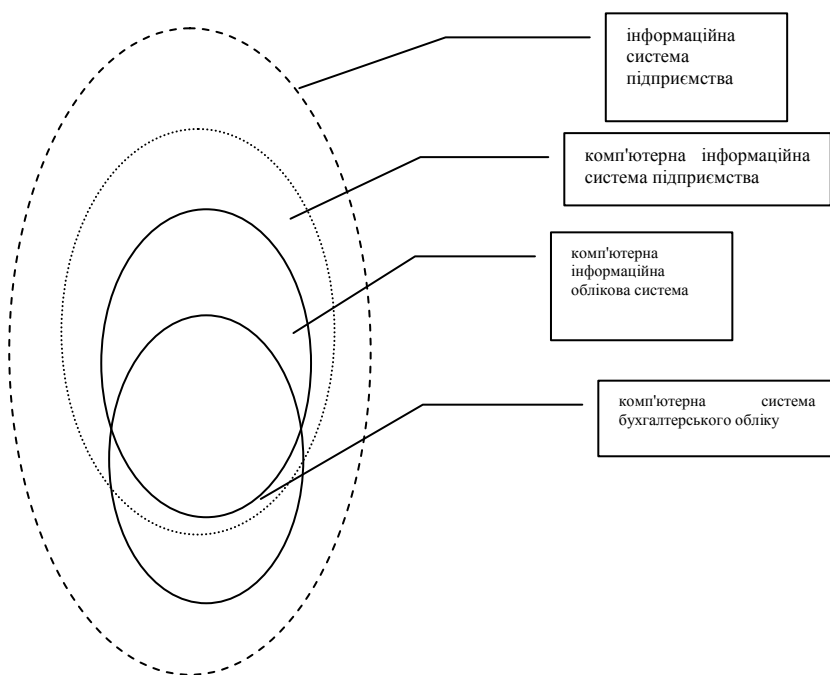 інформаційна
система
підприємства
комп'ютерна інформаційна
система підприємства
комп'ютерна
інформаційна
облікова система
комп'ютерна система
бухгалтерського обліку